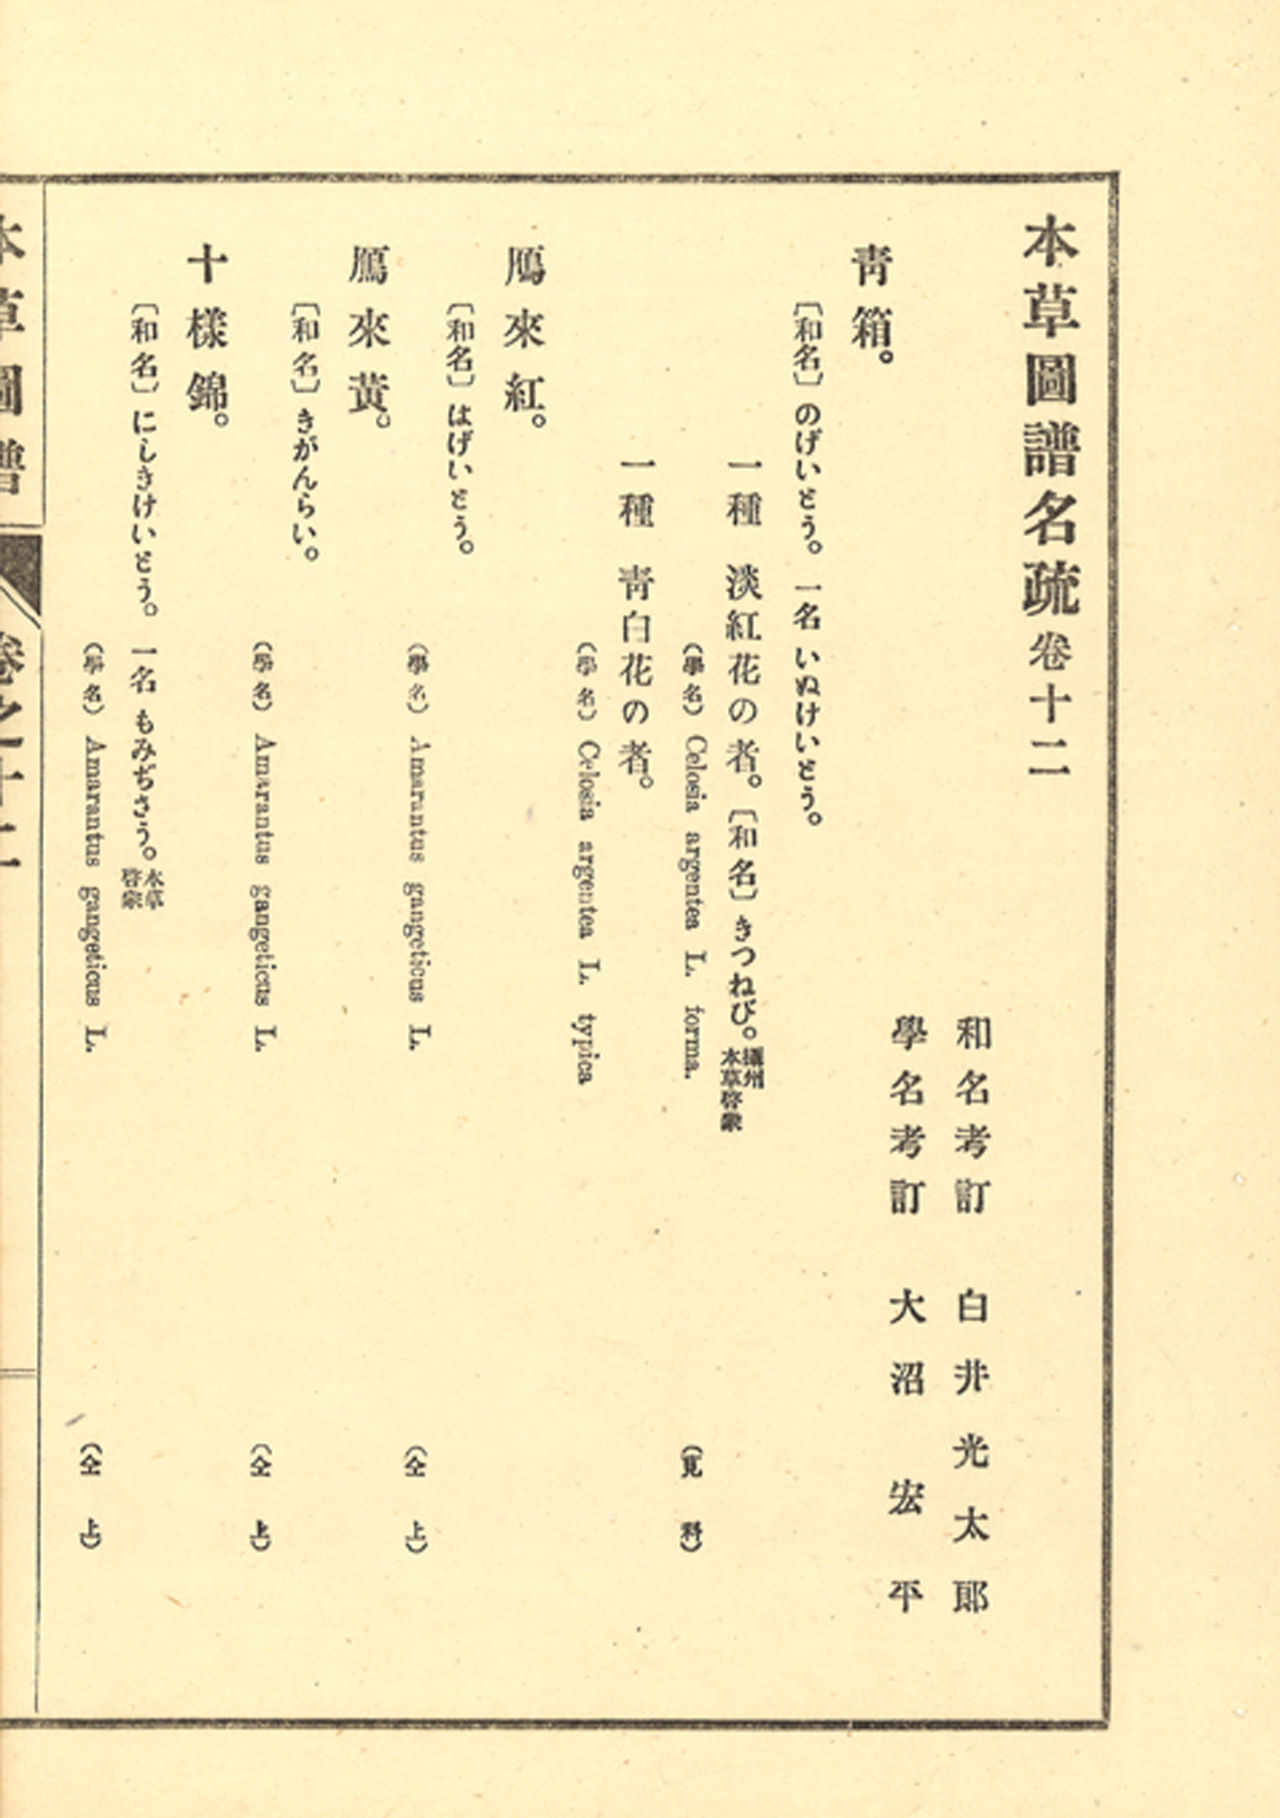 本草圖譜名疏 卷十二
和名考訂 白井光太郎
學名考訂 大沼宏平
靑箱。
〔和名〕のげいとう。一名 いぬけいとう。
一種 淡紅花の者。〔和名〕きつねび。攝州 本草啓蒙
(學名) Celosia argentea L. forma. (莧科)
一種 靑白花の者。
(學名) Celosia argentea L. typica
鴈來紅。
〔和名〕はげいとう。
(學名) Amarantus gangeticus L. (仝上)
鴈來黃。
〔和名〕きがんらい。
(學名) Amarantus gangeticus L. (仝上)
十樣錦。
〔和名〕にしきけいとう。一名 もみぢさう。本草啓蒙
(學名) Amarantus gangeticus L. (仝上)
本草圖譜 卷之十二